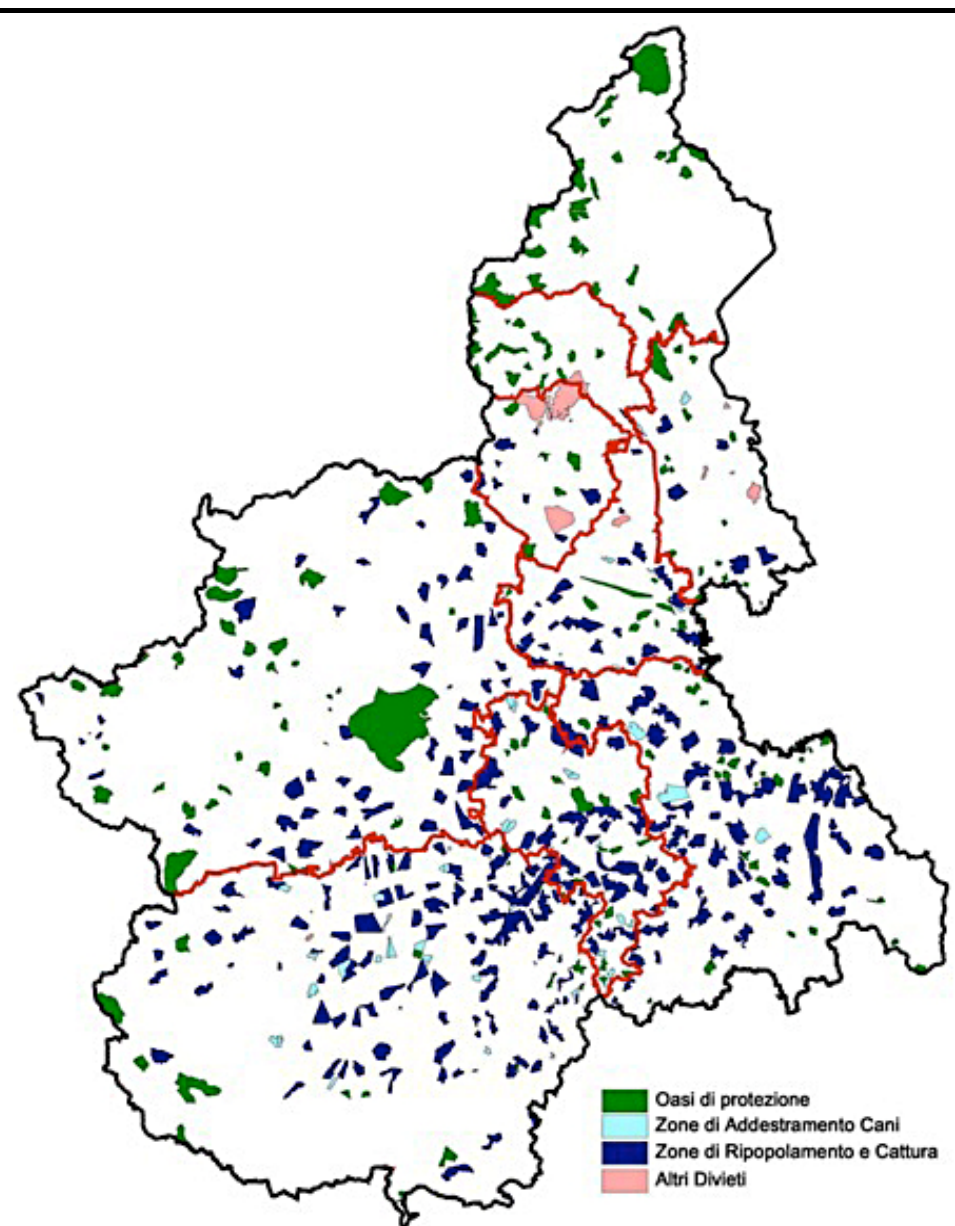 Oasi di protezione
Zone di Addestramento Cani
Zone di Ripopolamento e Cattura
Altri Divieti